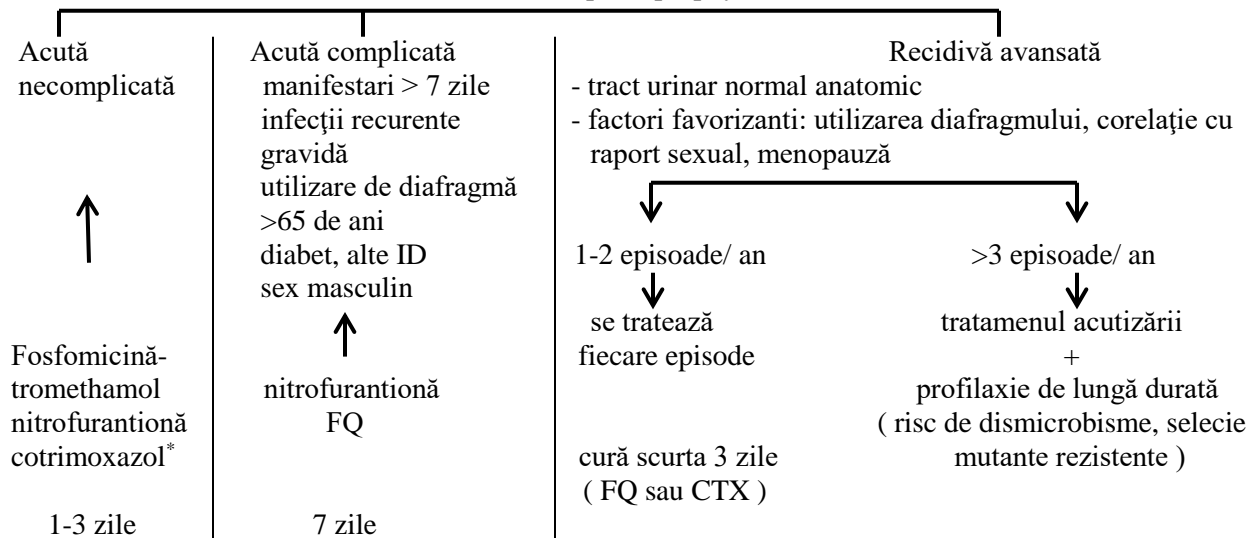 Acută
necomplicată
Fosfomicină-
tromethamol
nitrofurantionă
cotrimoxazol*
1-3 zile
Acută complicată
manifestari > 7 zile
infecţii recurente
gravidă
utilizare de diafragmă
>65 de ani
diabet, alte ID
sex masculin
nitrofurantionă
FQ
7 zile
Recidivă avansată
- tract urinar normal anatomic
- factori favorizanti: utilizarea diafragmului, corelaţie cu
raport sexual, menopauză
1-2 episoade/ an
se tratează
fiecare episode
cură scurta 3 zile
( FQ sau CTX )
>3 episoade/ an
tratamenul acutizării
+
profilaxie de lungă durată
( risc de dismicrobisme, selecie
mutante rezistente )